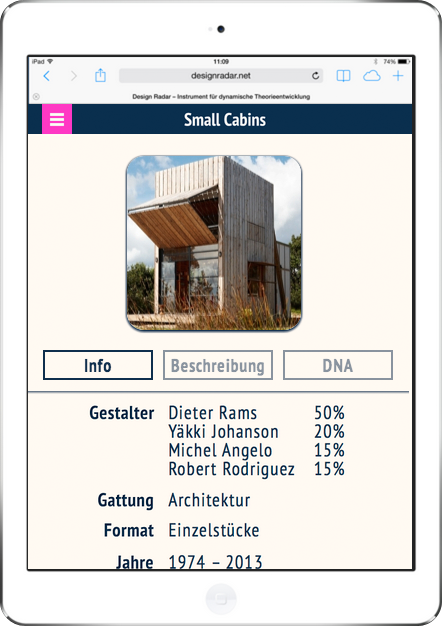 iPad 11:09 74%
designradar.net
Design Radar – Instrument für dynamische Theorieentwicklung
Small Cabins
Info Beschreibung DNA
Gestalter Dieter Rams 50%
Yäkki Johanson 20%
Michel Angelo 15%
Robert Rodriguez 15%
Gattung Architektur
Format Einzelstücke
Jahre 1974 – 2013